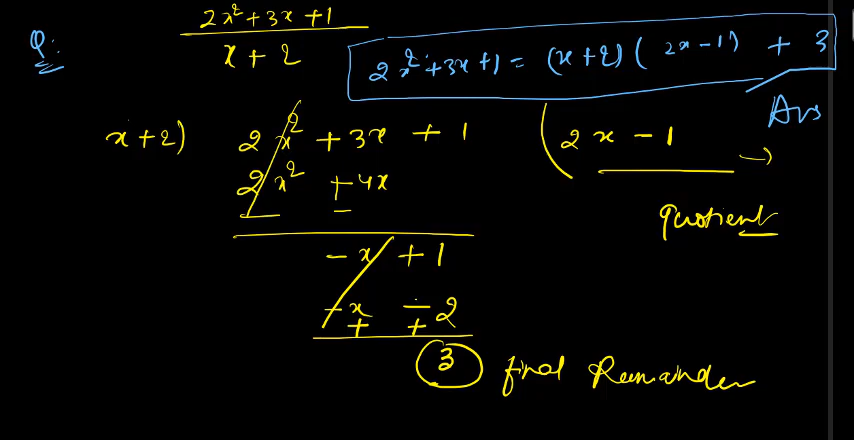 Q. 2x²+3x+1
x+2
2x²+3x+1 = (x+2)(2x-1) + 3
Ans
x+2) 2x² +3x + 1 (2x - 1 →
2x² +4x
−   −
Quotient
- x + 1
- x - 2
+   +
3 final Remainder